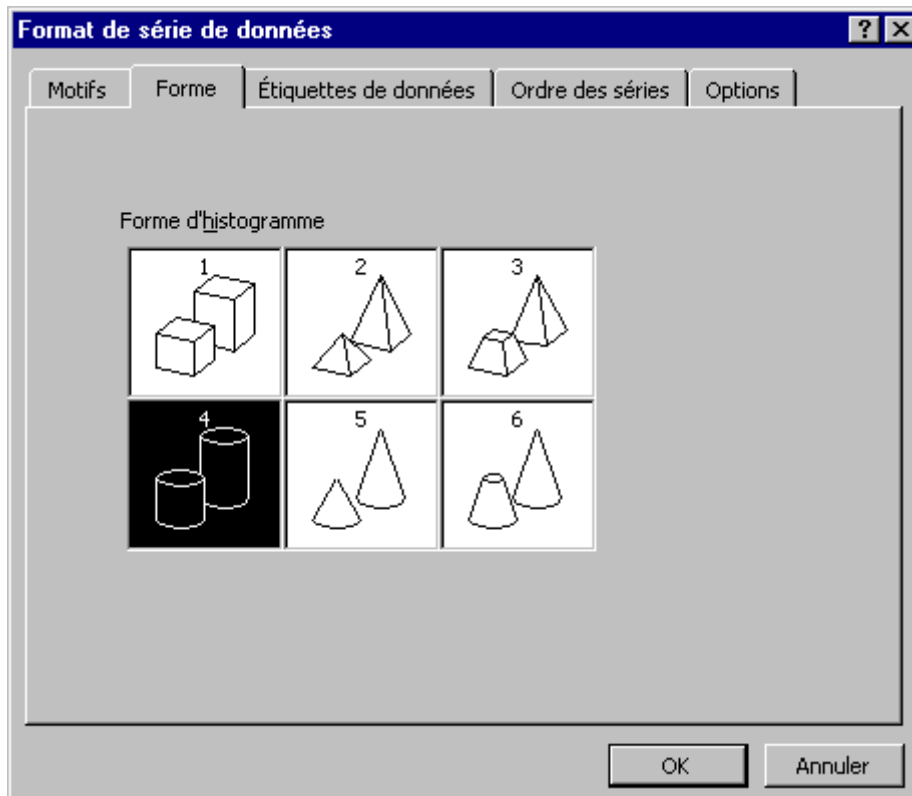 Format de série de données
Motifs Forme Étiquettes de données Ordre des séries Options
Forme d'histogramme
1 2 3
4 5 6
OK Annuler